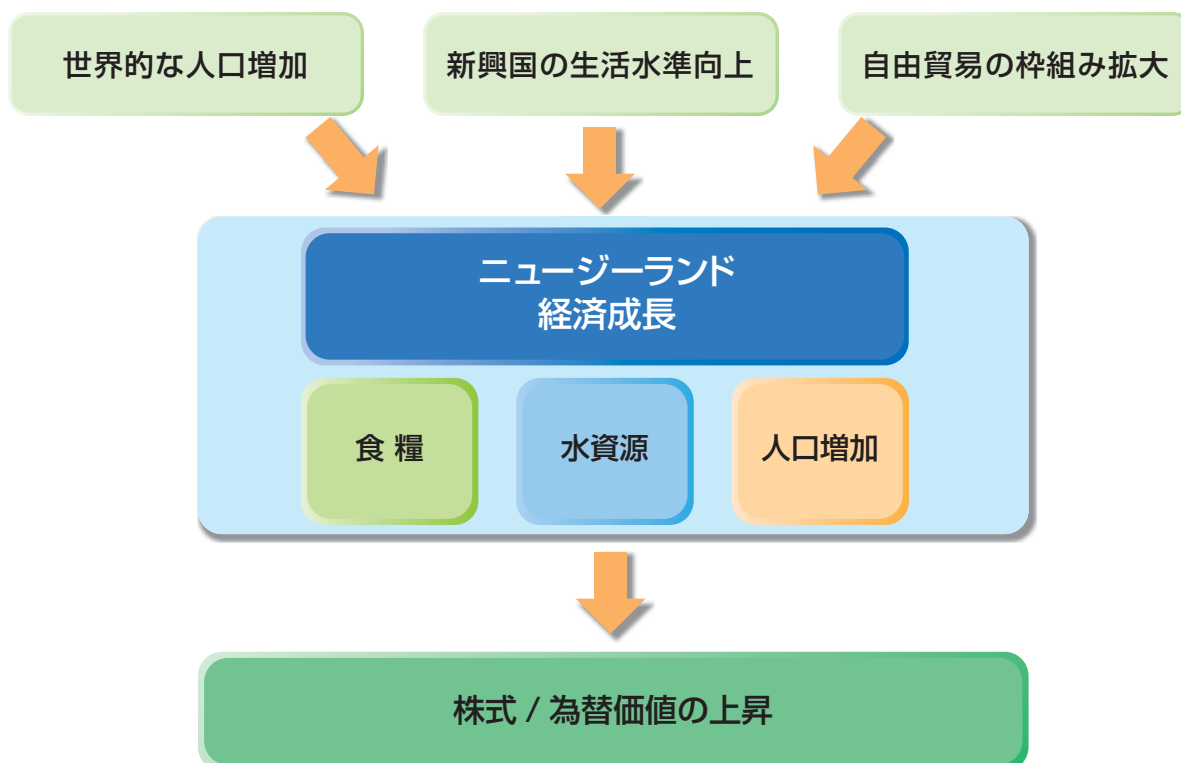 世界的な人口増加
新興国の生活水準向上
自由貿易の枠組み拡大
ニュージーランド
経済成長
食 糧
水資源
人口増加
株式 / 為替価値の上昇